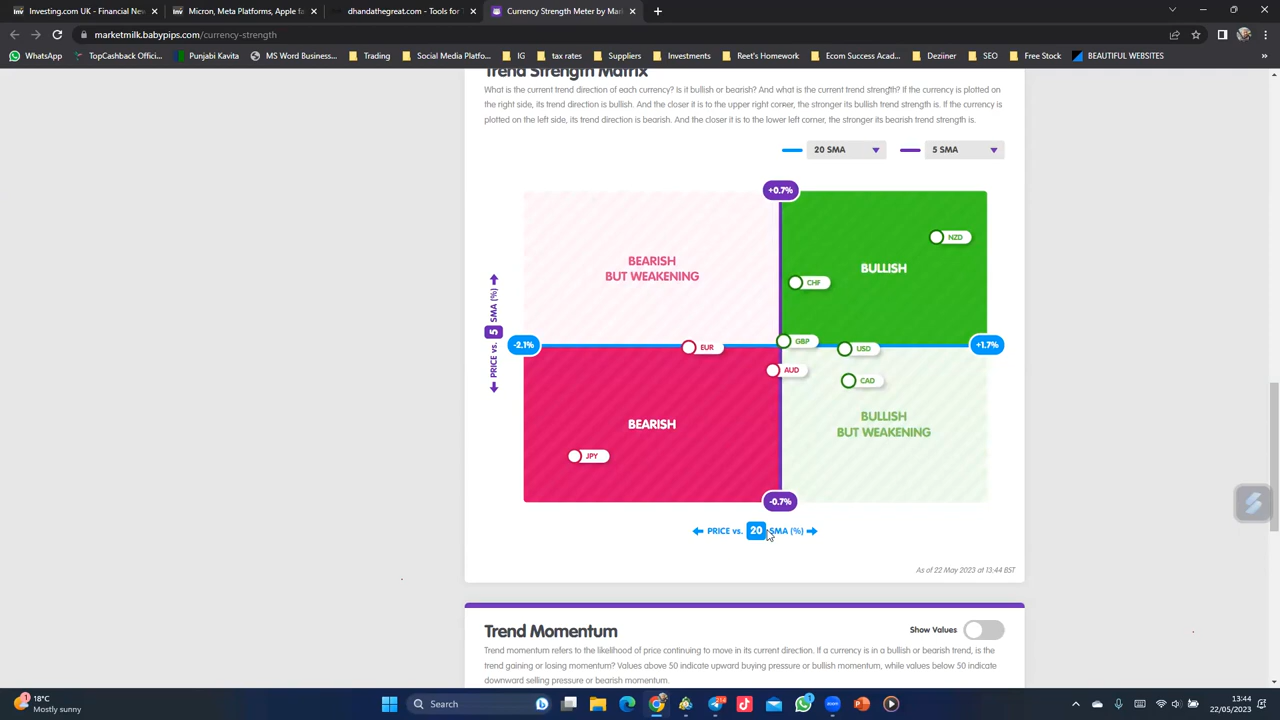 Investing.com UK - Financial N
MetaPlus | All Posts
dhaliwaltrading@gmail.com - Crea
Currency Strength Meter by Mar
marketmilk.babypips.com/currency-strength
WhatsApp
TopCashback Offici...
Punjabi Kavita
MS Word Business...
Trading
Social Media Platfo...
IG
tax rates
Suppliers
Investments
Reet's Homework
Ecom Success Acad...
Deziiner
SEO
Free Stock
BEAUTIFUL WEBSITES
Trend Strength Matrix
What is the current trend direction of each currency? Is it bullish or bearish? And what is the current trend strength? If the currency is plotted on
the right side, its trend direction is bullish. And the closer it is to the upper right corner, the stronger its bullish trend strength is. If the currency is
plotted on the left side, its trend direction is bearish. And the closer it is to the lower left corner, the stronger its bearish trend strength is.
20 SMA
5 SMA
+0.7%
NZD
BEARISH
BUT WEAKENING
BULLISH
CHF
PRICE vs. 5 SMA (%)
-2.1%
EUR
GBP
USD
+1.7%
AUD
CAD
BEARISH
BULLISH
BUT WEAKENING
JPY
-0.7%
PRICE vs. 20 SMA (%)
As of 22 May 2023 at 13:44 BST
Trend Momentum
Show Values
Trend momentum refers to the likelihood of price continuing to move in its current direction. If a currency is in a bullish or bearish trend, is the
trend gaining or losing momentum? Values above 50 indicate upward buying pressure or bullish momentum, while values below 50 indicate
downward selling pressure or bearish momentum.
18°C
Mostly sunny
Search
13:44
22/05/2023